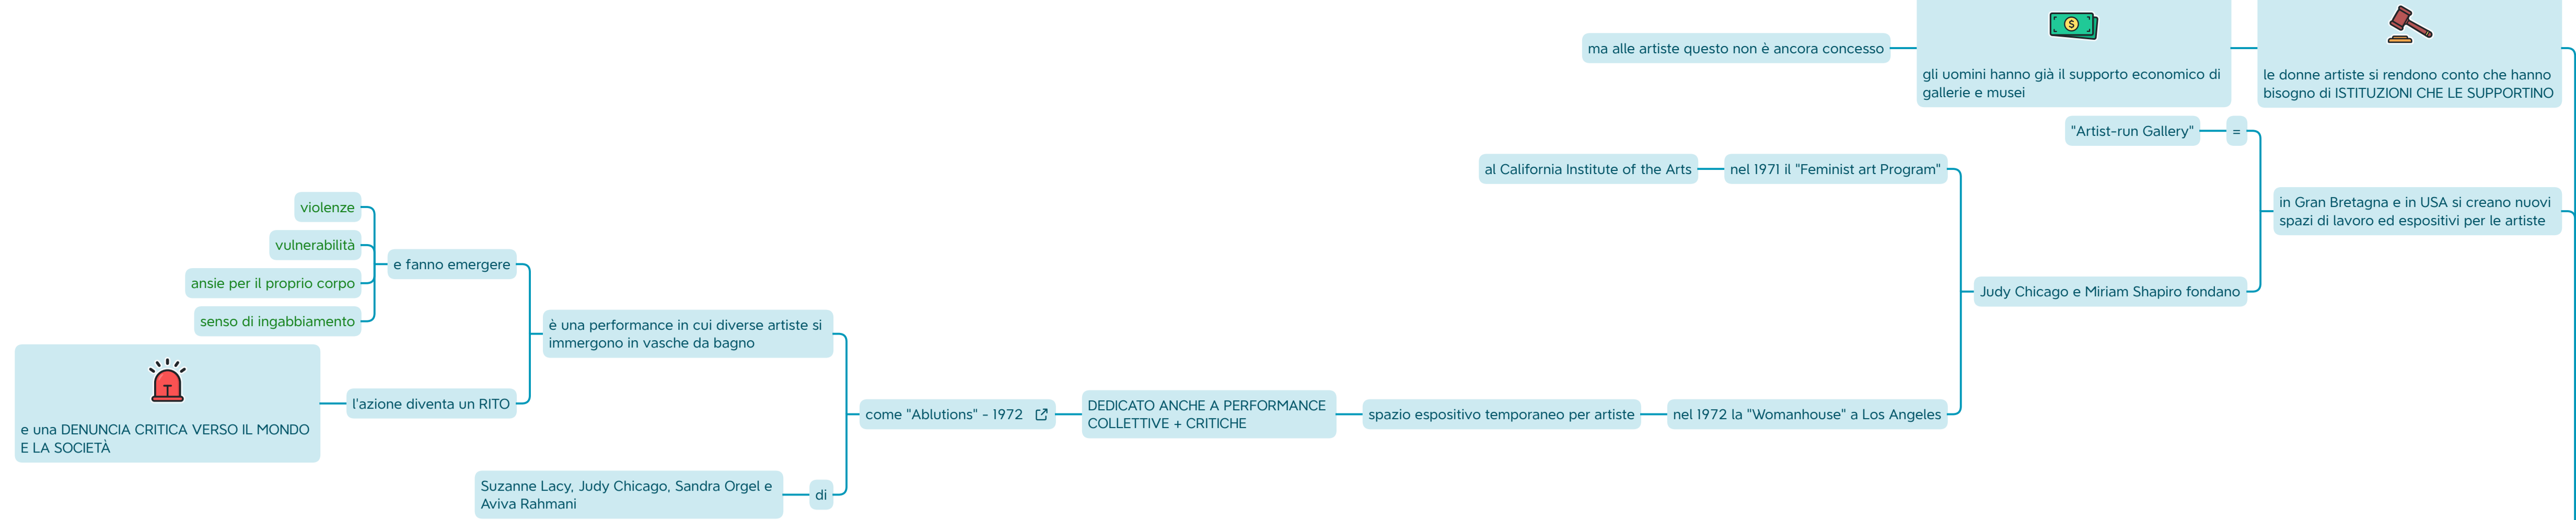 le donne artiste si rendono conto che hanno
bisogno di ISTITUZIONI CHE LE SUPPORTINO
gli uomini hanno già il supporto economico di
gallerie e musei
ma alle artiste questo non è ancora concesso
in Gran Bretagna e in USA si creano nuovi
spazi di lavoro ed espositivi per le artiste
=
"Artist-run Gallery"
Judy Chicago e Miriam Shapiro fondano
nel 1971 il "Feminist art Program"
al California Institute of the Arts
nel 1972 la "Womanhouse" a Los Angeles
spazio espositivo temporaneo per artiste
DEDICATO ANCHE A PERFORMANCE
COLLETTIVE + CRITICHE
come "Ablutions" - 1972
è una performance in cui diverse artiste si
immergono in vasche da bagno
e fanno emergere
violenze
vulnerabilità
ansie per il proprio corpo
senso di ingabbiamento
l'azione diventa un RITO
e una DENUNCIA CRITICA VERSO IL MONDO
E LA SOCIETÀ
di
Suzanne Lacy, Judy Chicago, Sandra Orgel e
Aviva Rahmani